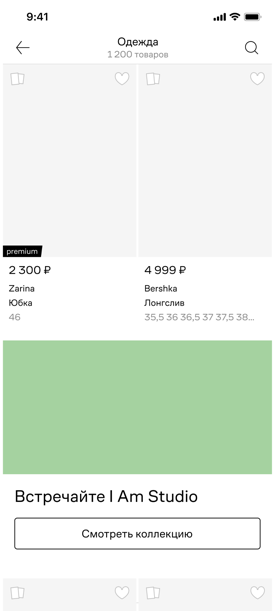 9:41
Одежда
1 200 товаров
premium
2 300 ₽
4 999 ₽
Zarina
Bershka
Юбка
Лонгслив
46
35,5 36 36,5 37 37,5 38...
Встречайте I Am Studio
Смотреть коллекцию